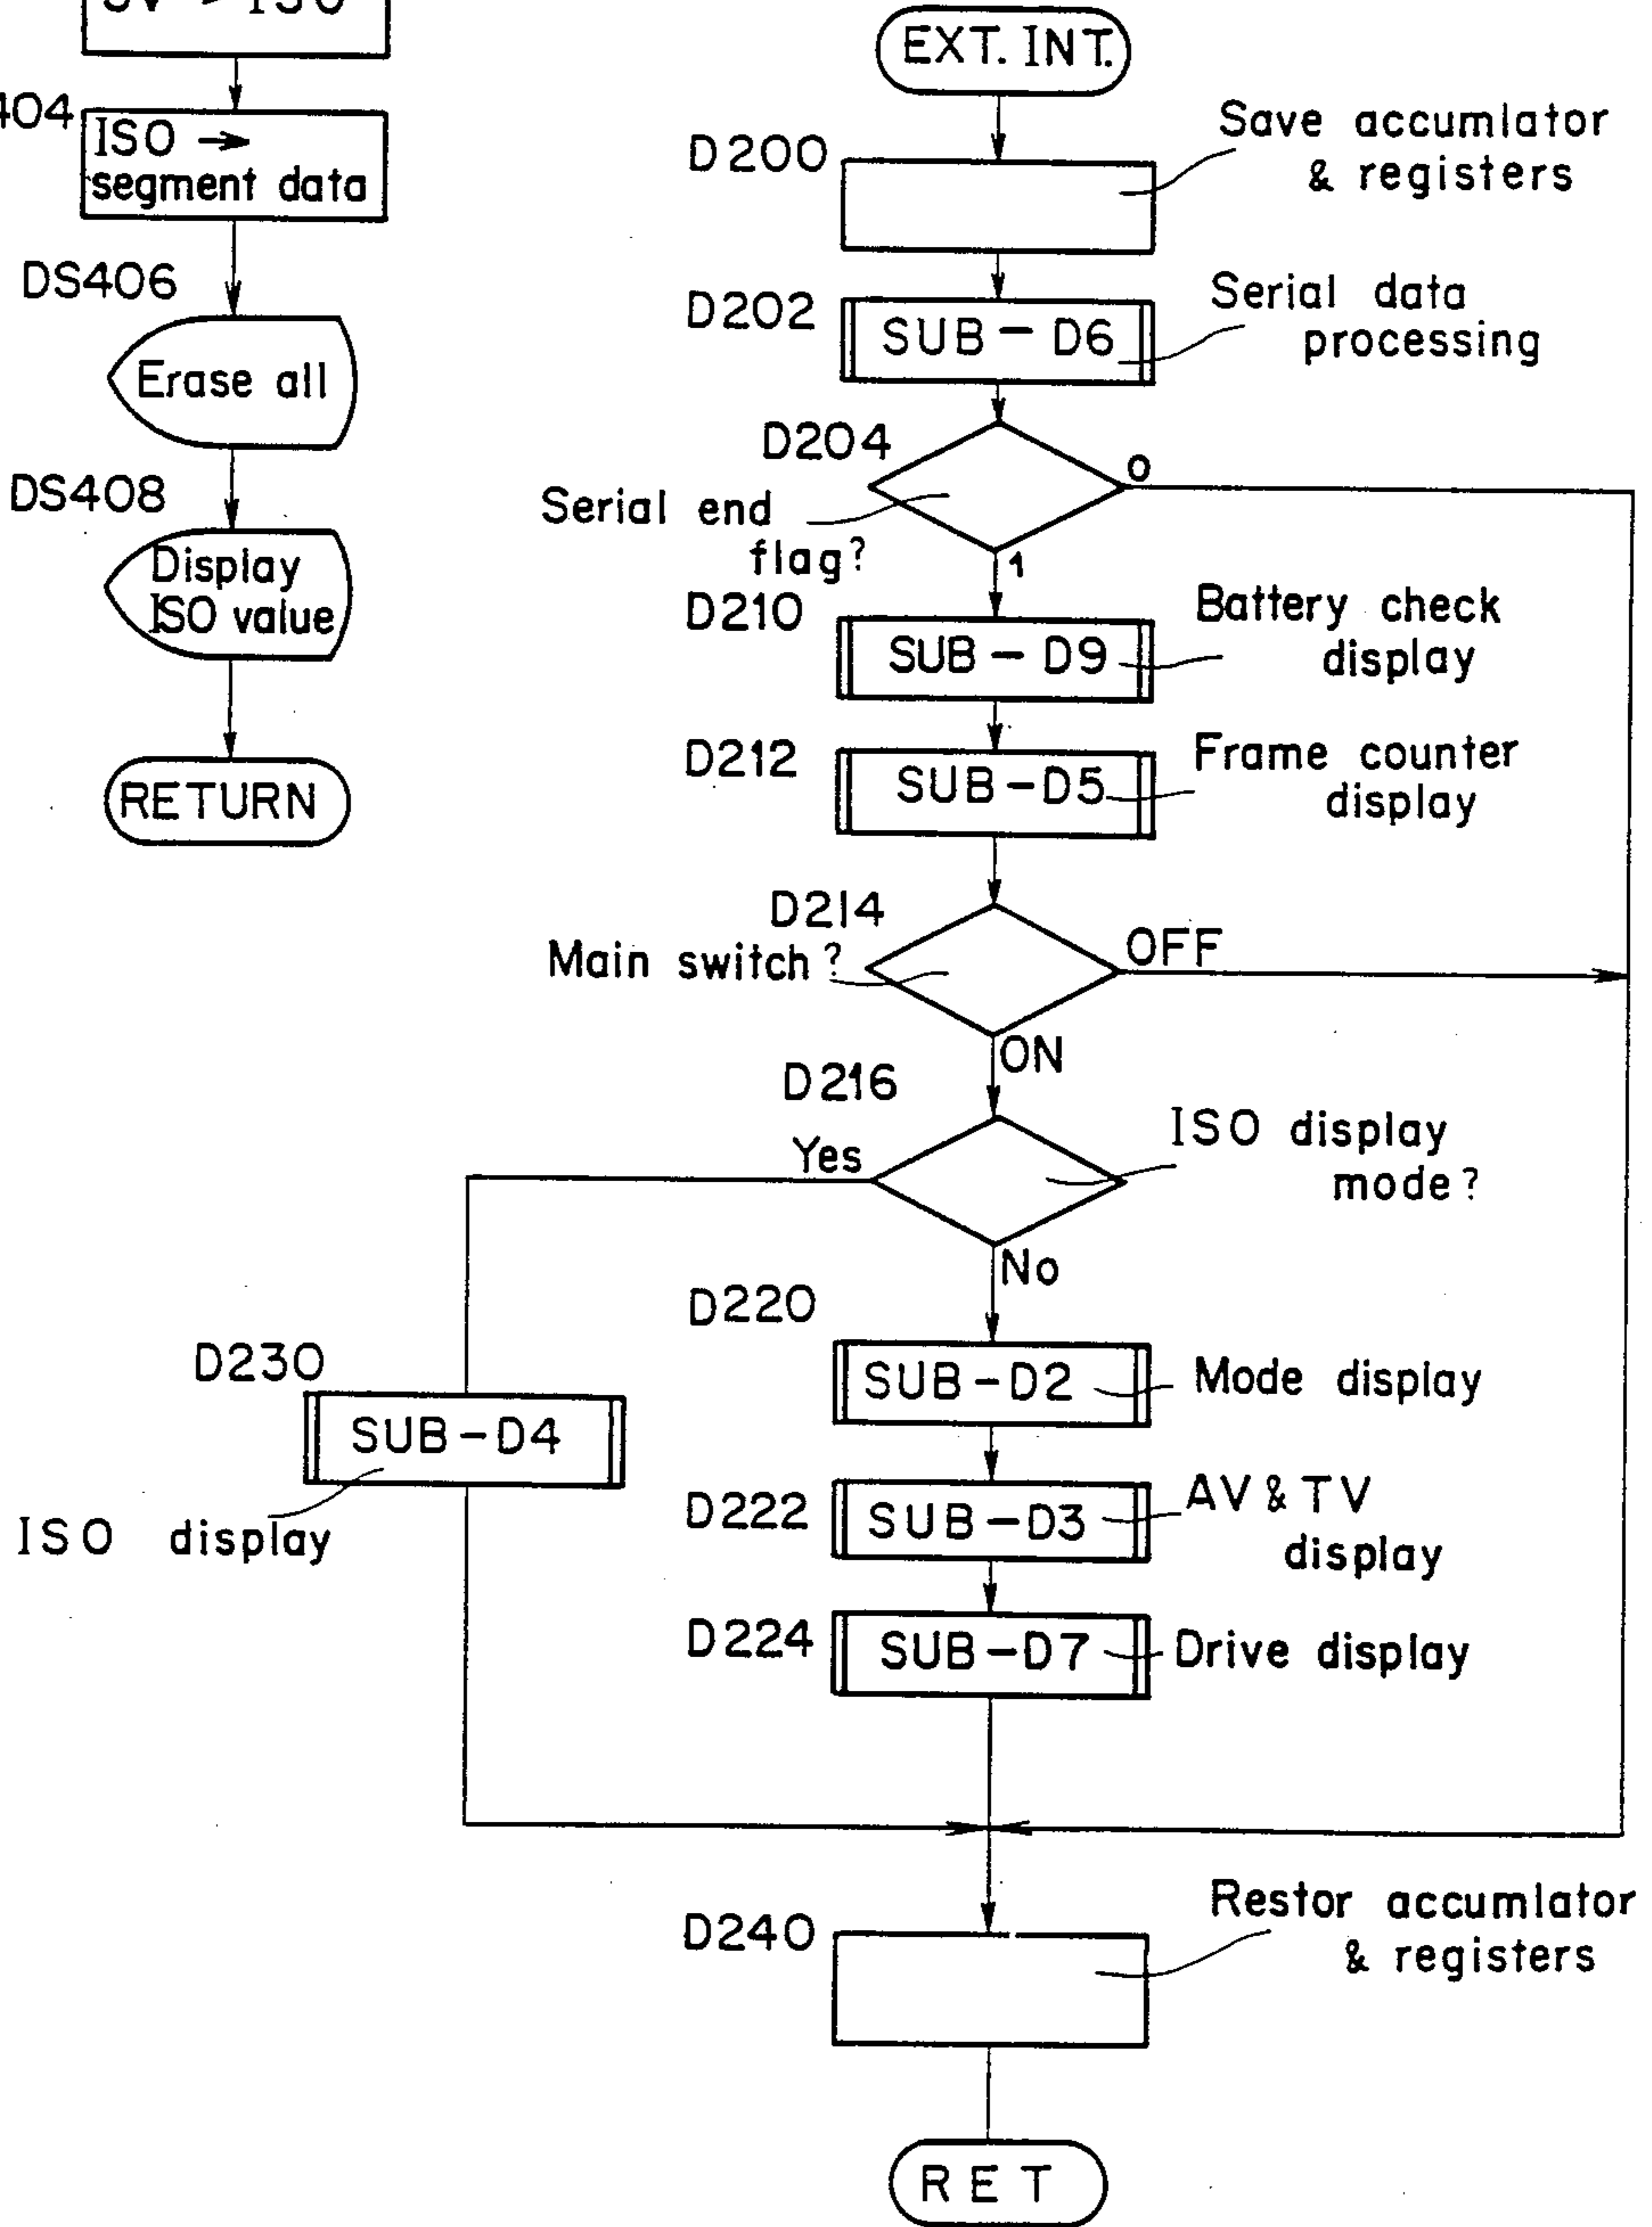 404
ISO →
segment data
DS406
Erase all
DS408
Display
ISO value
RETURN
EXT. INT.
D200
Save accumlator
& registers
D202
SUB - D6
Serial data
processing
D204
Serial end
flag?
0
1
D210
SUB - D9
Battery check
display
D212
SUB - D5
Frame counter
display
D214
Main switch?
OFF
ON
D216
ISO display
mode?
Yes
No
D220
SUB - D2
Mode display
D230
SUB - D4
ISO display
D222
SUB - D3
AV & TV
display
D224
SUB - D7
Drive display
D240
Restor accumlator
& registers
RET